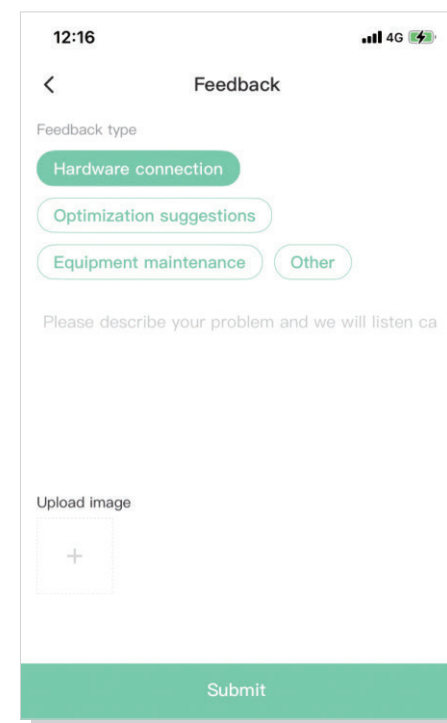 12:16 4G
Feedback
Feedback type
Hardware connection
Optimization suggestions
Equipment maintenance Other
Please describe your problem and we will listen ca
Upload image
+
Submit